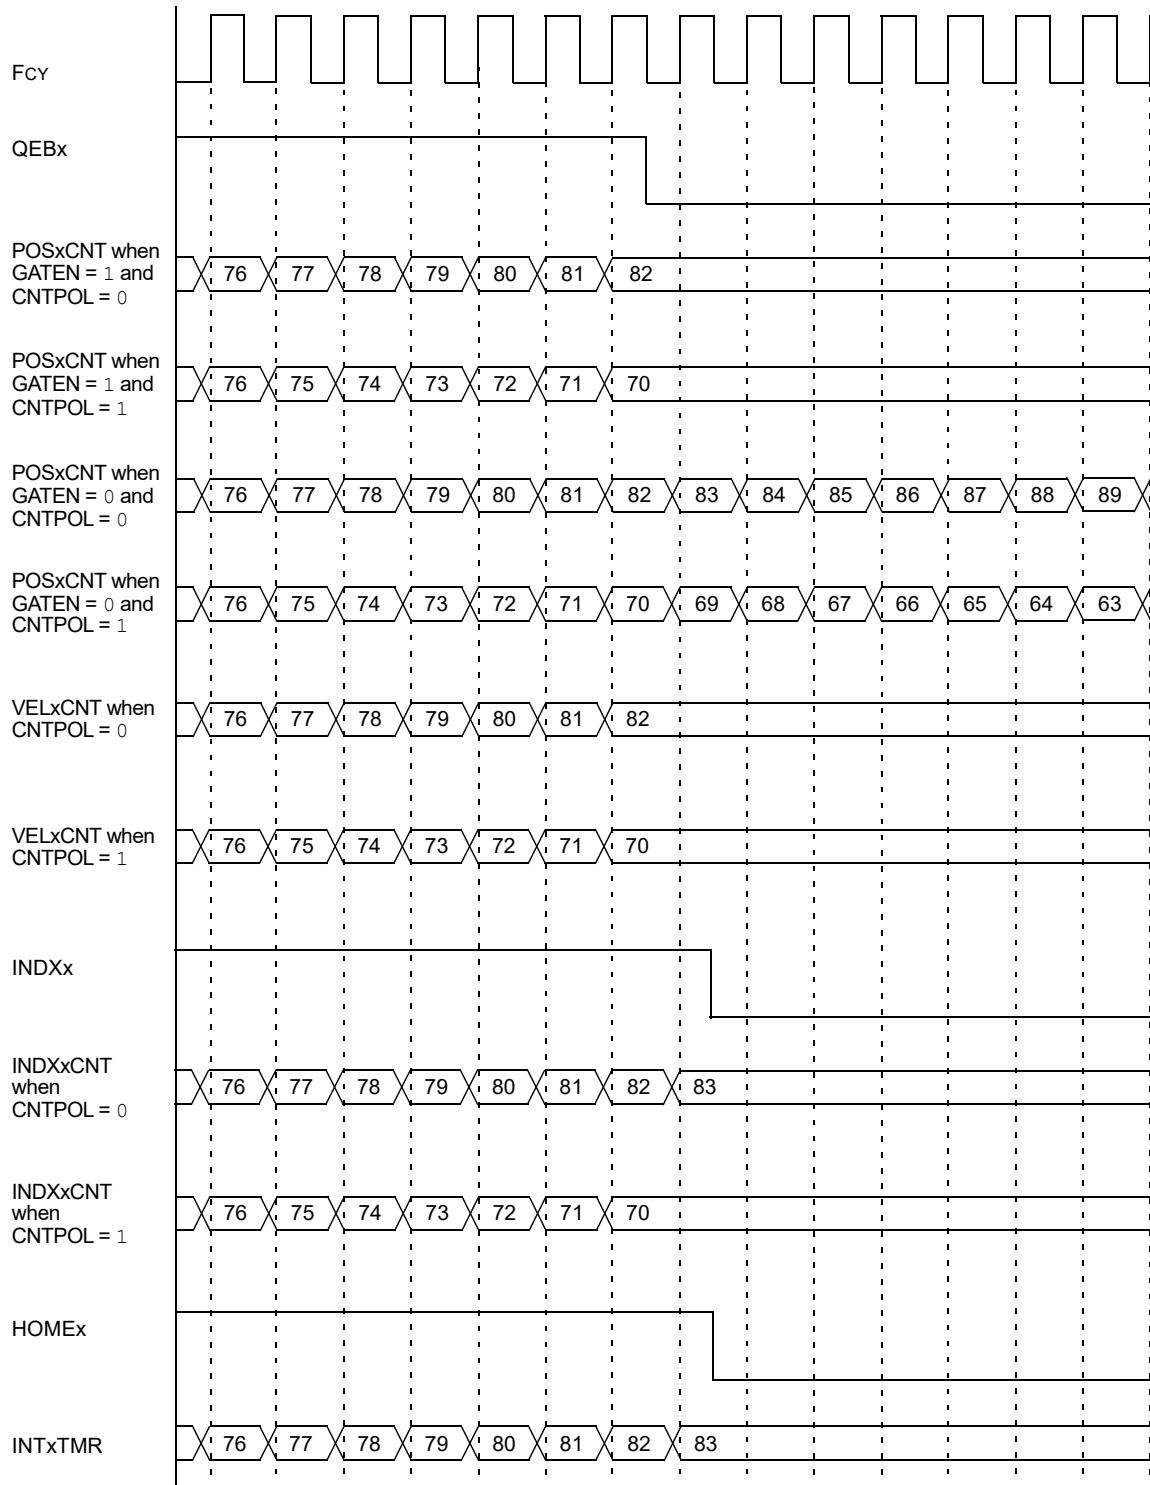 FCY
QEBx
POSxCNT when
GATEN = 1 and
CNTPOL = 0
76 77 78 79 80 81 82
POSxCNT when
GATEN = 1 and
CNTPOL = 1
76 75 74 73 72 71 70
POSxCNT when
GATEN = 0 and
CNTPOL = 0
76 77 78 79 80 81 82 83 84 85 86 87 88 89
POSxCNT when
GATEN = 0 and
CNTPOL = 1
76 75 74 73 72 71 70 69 68 67 66 65 64 63
VELxCNT when
CNTPOL = 0
76 77 78 79 80 81 82
VELxCNT when
CNTPOL = 1
76 75 74 73 72 71 70
INDXx
INDXxCNT
when
CNTPOL = 0
76 77 78 79 80 81 82 83
INDXxCNT
when
CNTPOL = 1
76 75 74 73 72 71 70
HOMEx
INTxTMR
76 77 78 79 80 81 82 83